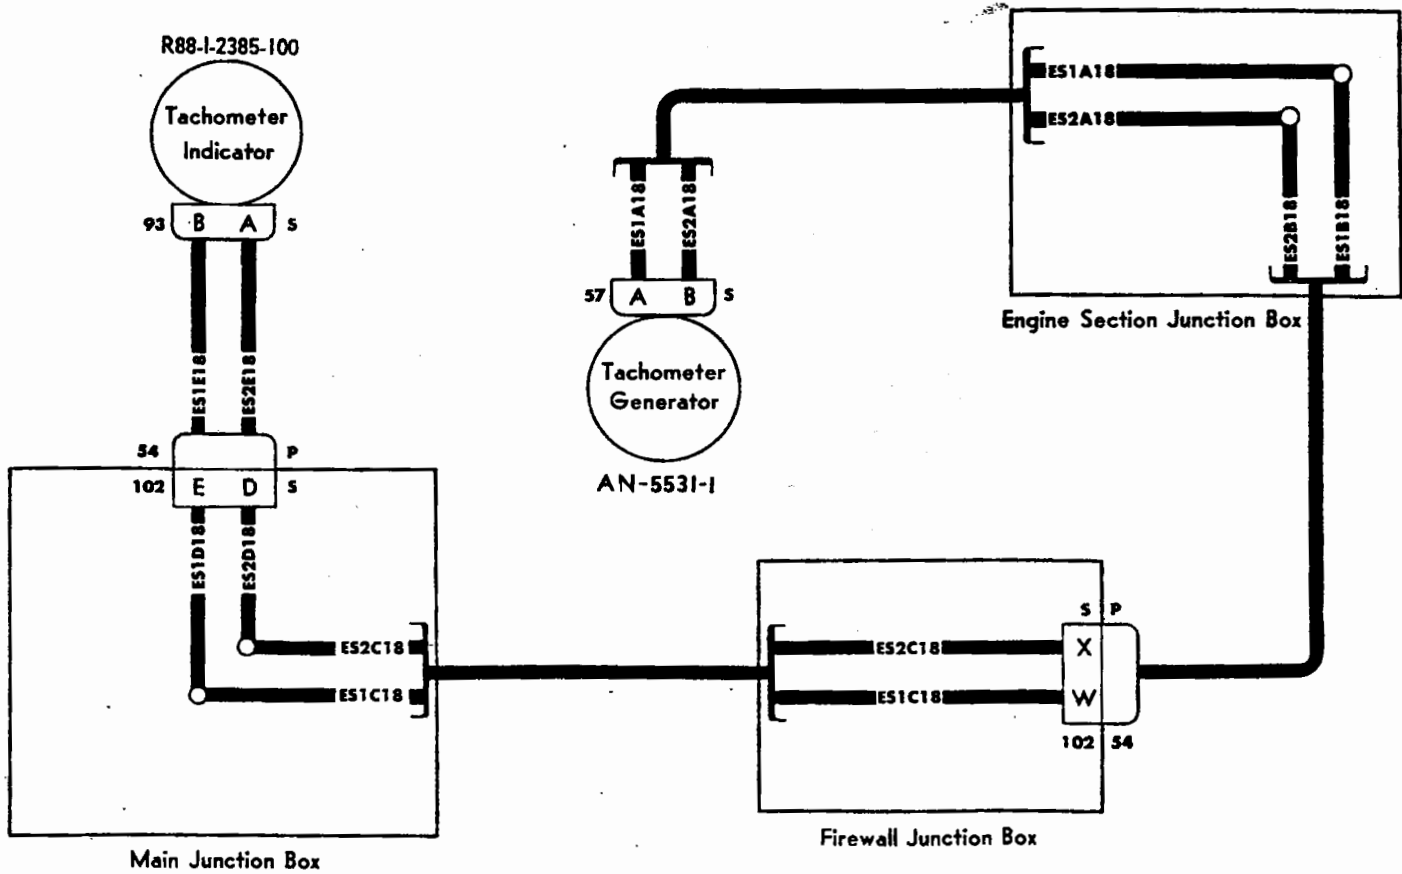 R88-1-2385-100
Tachometer
Indicator
93 B A S
ES1E18 ES2E18
54 P
102 E D S
ES1D18 ES2D18
ES2C18
ES1C18
Main Junction Box
ES1A18 ES2A18
57 A B S
Tachometer
Generator
AN-5531-1
ES1A18
ES2A18
ES2B18 ES1B18
Engine Section Junction Box
S P
ES2C18 X
ES1C18 W
102 54
Firewall Junction Box